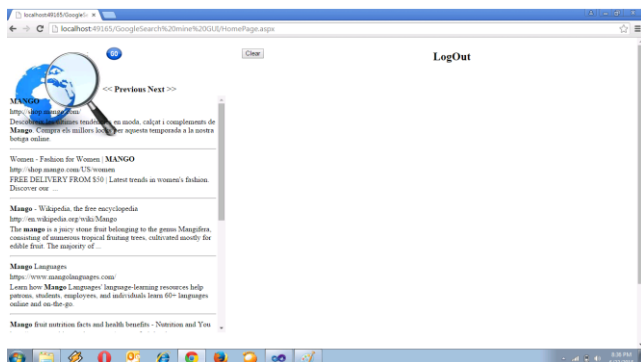 localhost:49165/Google
localhost:49165/GoogleSearch%20mine%20GUI/HomePage.aspx
GO
Clear
LogOut
<< Previous Next >>
MANGO
http://shop.mango.com/
Descobreix les últimes tendències en moda, calçat i complements de
Mango. Compra els millors looks per aquesta temporada a la nostra
botiga online.
Women - Fashion for Women | MANGO
http://shop.mango.com/US/women
FREE DELIVERY FROM $50 | Latest trends in women's fashion.
Discover our ...
Mango - Wikipedia, the free encyclopedia
http://en.wikipedia.org/wiki/Mango
The mango is a juicy stone fruit belonging to the genus Mangifera,
consisting of numerous tropical fruiting trees, cultivated mostly for
edible fruit. The majority of ...
Mango Languages
https://www.mangolanguages.com/
Learn how Mango Languages' language-learning resources help
patrons, students, employees, and individuals learn 60+ languages
online and on-the-go.
Mango fruit nutrition facts and health benefits - Nutrition and You